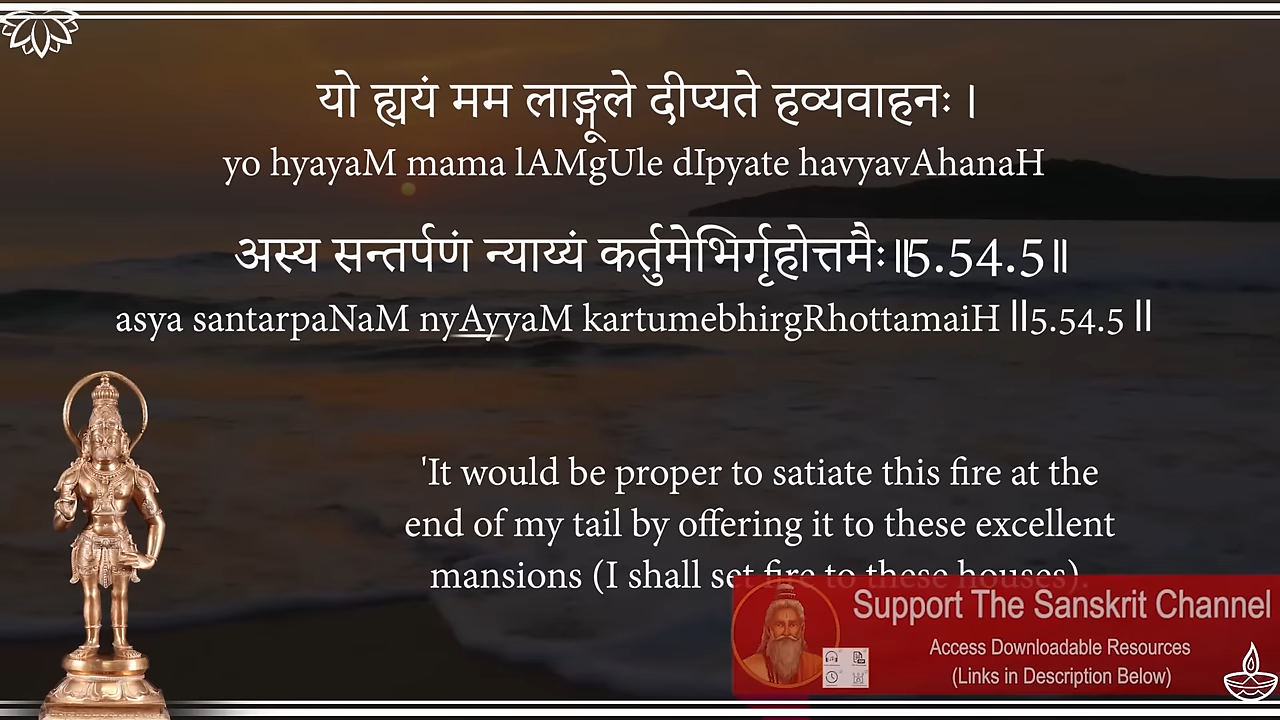 यो ह्ययं मम लाङ्गूले दीप्यते हव्यवाहनः ।
yo hyayaM mama lAMgUle dIpyate havyavAhanaH
अस्य सन्तर्पणं न्याय्यं कर्तुमेभिर्गृहोत्तमैः॥5.54.5॥
asya santarpaNaM nyAyyaM kartumebhirgRhottamaiH ||5.54.5 ||
'It would be proper to satiate this fire at the
end of my tail by offering it to these excellent
mansions (I shall set fire to these houses).
Support The Sanskrit Channel
Access Downloadable Resources
(Links in Description Below)